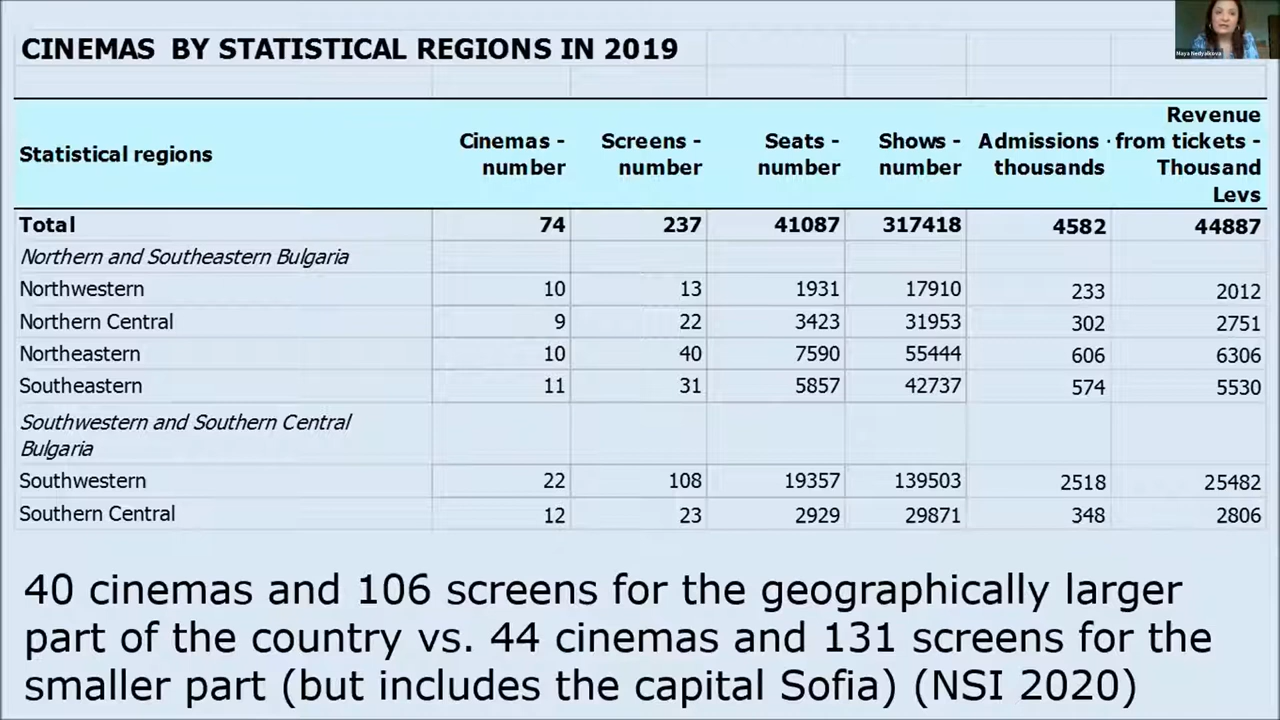 CINEMAS BY STATISTICAL REGIONS IN 2019
Maya Nedyalkova
Statistical regions Cinemas - number Screens - number Seats - number Shows - number Admissions - thousands Revenue from tickets - Thousand Levs
Total 74 237 41087 317418 4582 44887
Northern and Southeastern Bulgaria
Northwestern 10 13 1931 17910 233 2012
Northern Central 9 22 3423 31953 302 2751
Northeastern 10 40 7590 55444 606 6306
Southeastern 11 31 5857 42737 574 5530
Southwestern and Southern Central
Bulgaria
Southwestern 22 108 19357 139503 2518 25482
Southern Central 12 23 2929 29871 348 2806
40 cinemas and 106 screens for the geographically larger
part of the country vs. 44 cinemas and 131 screens for the
smaller part (but includes the capital Sofia) (NSI 2020)